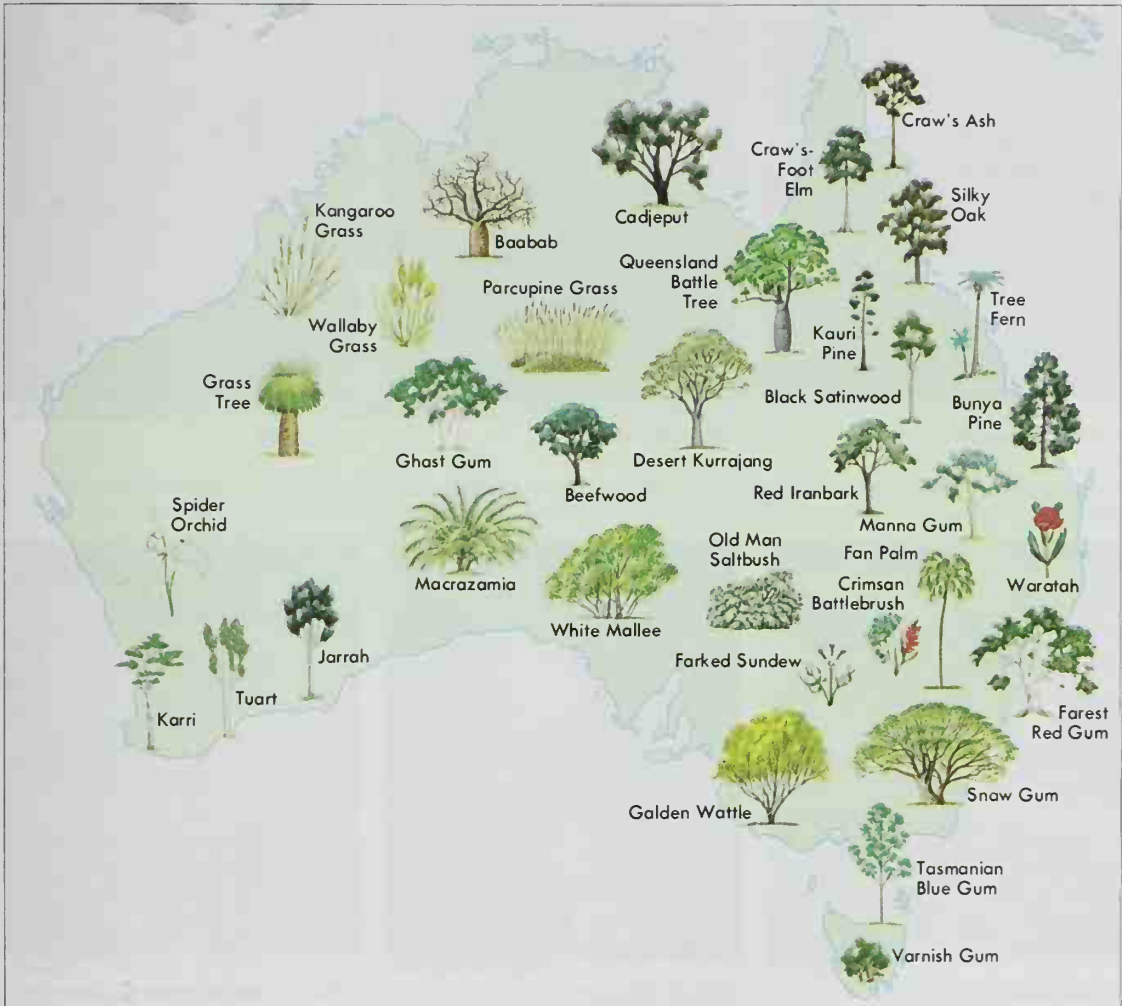 Craw's Ash
Craw's-
Foot
Elm
Silky
Oak
Cadjeput
Kangaroo
Grass
Baabab
Queensland
Battle
Tree
Parcupine Grass
Tree
Fern
Wallaby
Grass
Kauri
Pine
Grass
Tree
Black Satinwood
Bunya
Pine
Ghast Gum
Desert Kurrajang
Beefwood
Red Iranbark
Spider
Orchid
Manna Gum
Old Man
Saltbush
Fan Palm
Macrazamia
Crimsan
Battlebrush
Waratah
White Mallee
Jarrah
Farked Sundew
Tuart
Karri
Farest
Red Gum
Snaw Gum
Galden Wattle
Tasmanian
Blue Gum
Varnish Gum